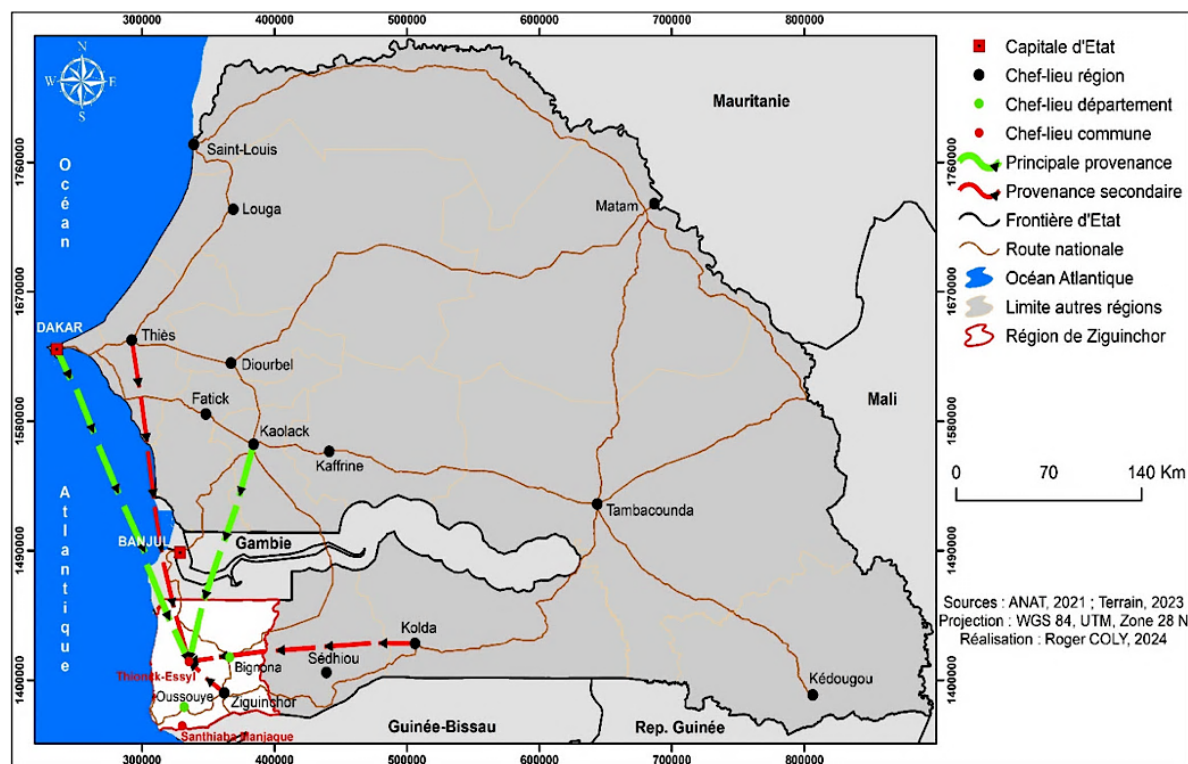 300000 400000 500000 600000 700000 800000
N
W E
S
Mauritanie
Saint-Louis
Louga
Matam
Océan
DAKAR
Thiès
Diourbel
Fatick
Kaolack
Kaffrine
Mali
Tambacounda
Atlantique
BANJUL
Gambie
Kolda
Sédhiou
Bignona
Thionck-Essyl
Oussouye
Ziguinchor
Kédougou
Santhiaba Manjaque
Guinée-Bissau
Rep. Guinée
1760000
1670000
1580000
1490000
1400000
1760000
1670000
1580000
1490000
1400000
300000 400000 500000 600000 700000 800000
Capitale d'Etat
Chef-lieu région
Chef-lieu département
Chef-lieu commune
Principale provenance
Provenance secondaire
Frontière d'Etat
Route nationale
Océan Atlantique
Limite autres régions
Région de Ziguinchor
0 70 140 Km
Sources : ANAT, 2021 ; Terrain, 2023
Projection : WGS 84, UTM, Zone 28 N
Réalisation : Roger COLY, 2024